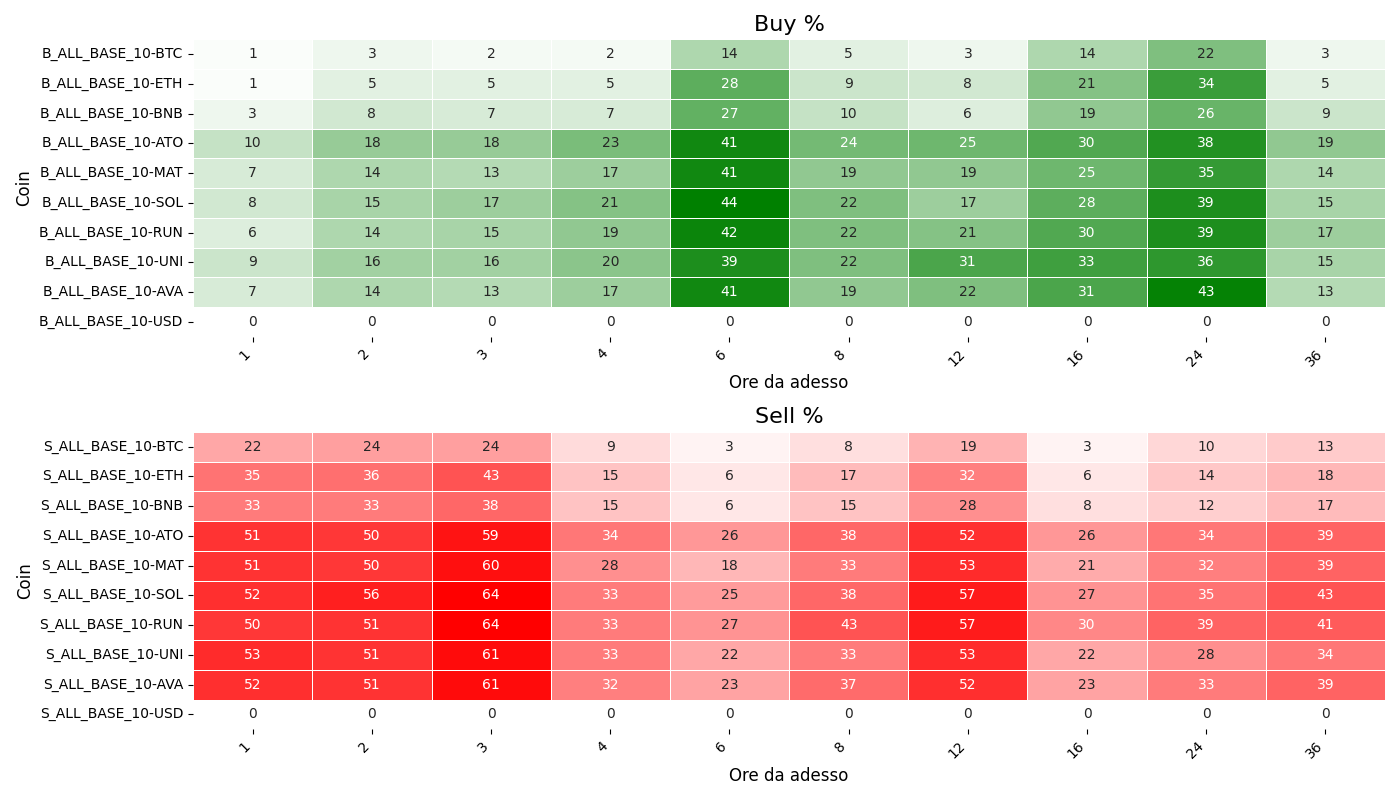 Buy %
Coin
B_ALL_BASE_10-BTC 1 3 2 2 14 5 3 14 22 3
B_ALL_BASE_10-ETH 1 5 5 5 28 9 8 21 34 5
B_ALL_BASE_10-BNB 3 8 7 7 27 10 6 19 26 9
B_ALL_BASE_10-ATO 10 18 18 23 41 24 25 30 38 19
B_ALL_BASE_10-MAT 7 14 13 17 41 19 19 25 35 14
B_ALL_BASE_10-SOL 8 15 17 21 44 22 17 28 39 15
B_ALL_BASE_10-RUN 6 14 15 19 42 22 21 30 39 17
B_ALL_BASE_10-UNI 9 16 16 20 39 22 31 33 36 15
B_ALL_BASE_10-AVA 7 14 13 17 41 19 22 31 43 13
B_ALL_BASE_10-USD 0 0 0 0 0 0 0 0 0 0
1 2 3 4 6 8 12 16 24 36
Ore da adesso
Sell %
Coin
S_ALL_BASE_10-BTC 22 24 24 9 3 8 19 3 10 13
S_ALL_BASE_10-ETH 35 36 43 15 6 17 32 6 14 18
S_ALL_BASE_10-BNB 33 33 38 15 6 15 28 8 12 17
S_ALL_BASE_10-ATO 51 50 59 34 26 38 52 26 34 39
S_ALL_BASE_10-MAT 51 50 60 28 18 33 53 21 32 39
S_ALL_BASE_10-SOL 52 56 64 33 25 38 57 27 35 43
S_ALL_BASE_10-RUN 50 51 64 33 27 43 57 30 39 41
S_ALL_BASE_10-UNI 53 51 61 33 22 33 53 22 28 34
S_ALL_BASE_10-AVA 52 51 61 32 23 37 52 23 33 39
S_ALL_BASE_10-USD 0 0 0 0 0 0 0 0 0 0
1 2 3 4 6 8 12 16 24 36
Ore da adesso